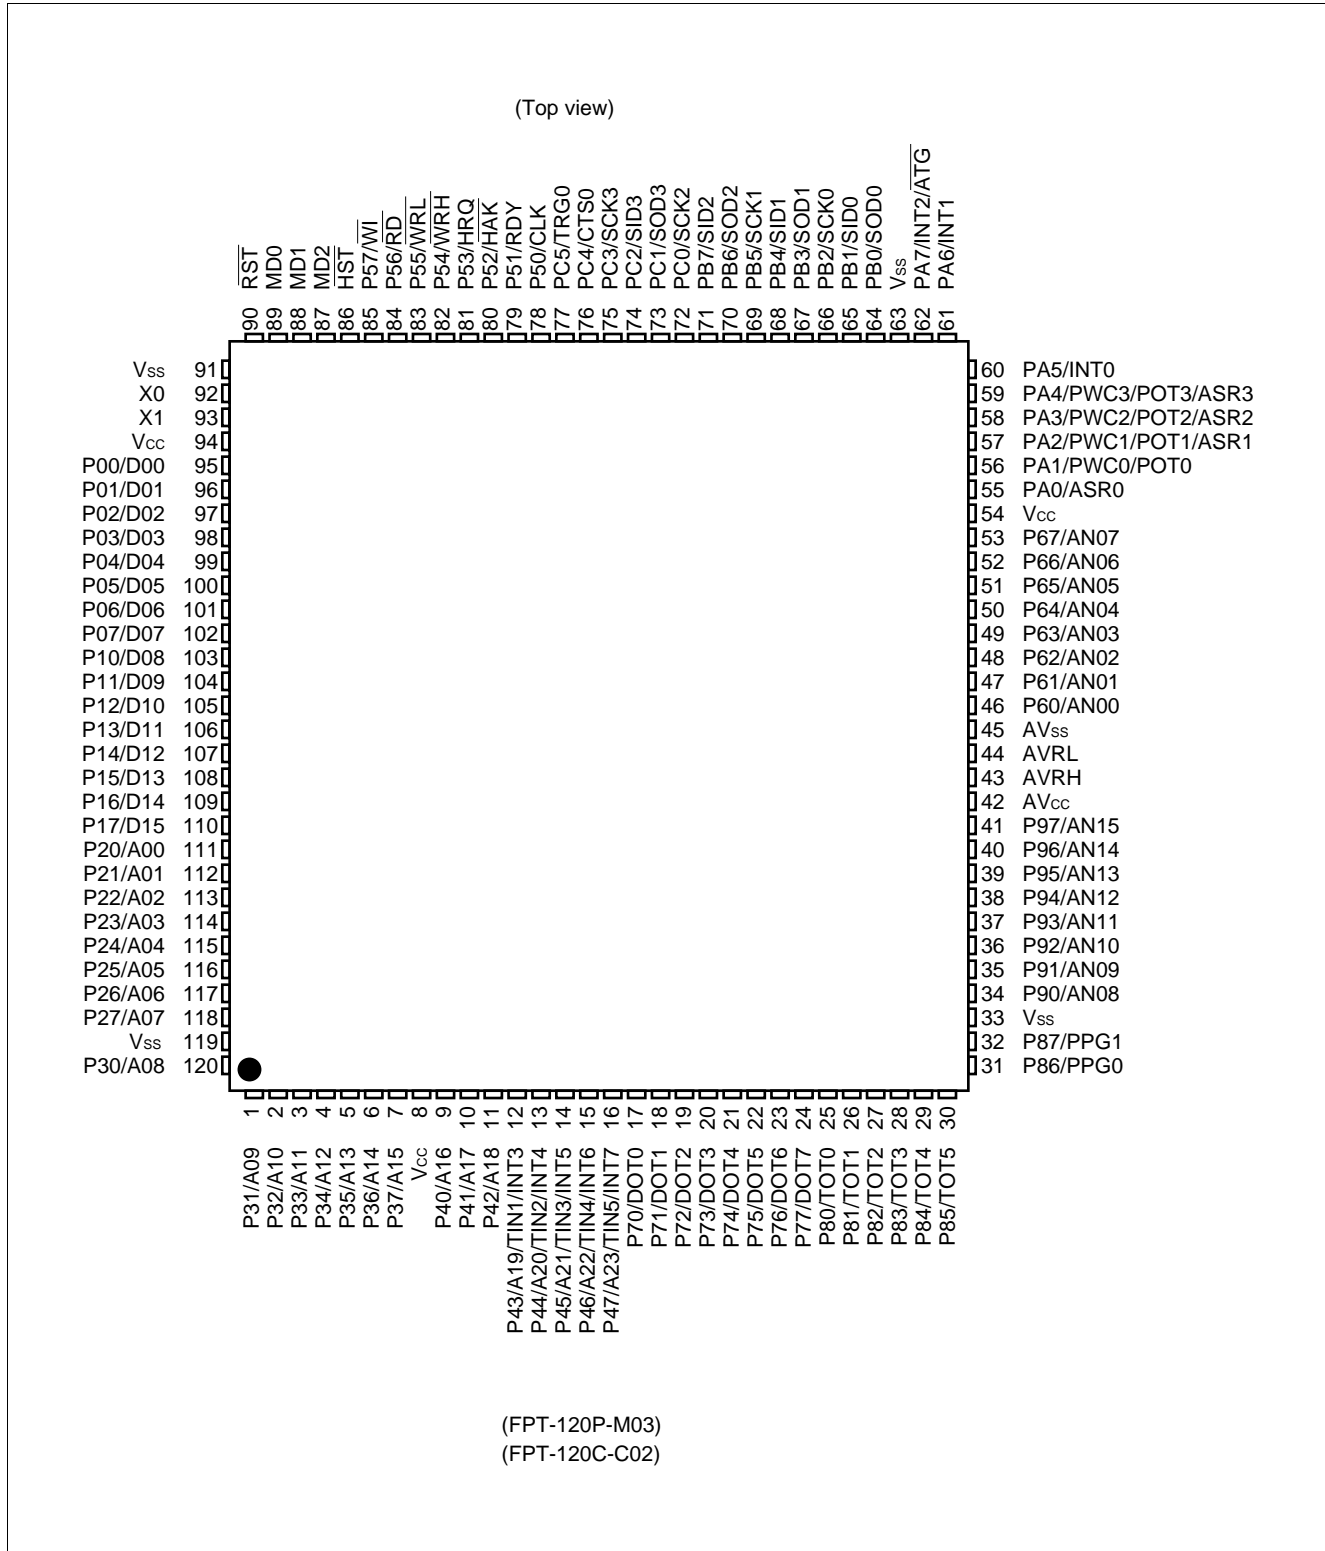 (Top view)
RST
MD0
MD1
MD2
HST
P57/WI
P56/RD
P55/WRL
P54/WRH
P53/HRQ
P52/HAK
P51/RDY
P50/CLK
PC5/TRG0
PC4/CTS0
PC3/SCK3
PC2/SID3
PC1/SOD3
PC0/SCK2
PB7/SID2
PB6/SOD2
PB5/SCK1
PB4/SID1
PB3/SOD1
PB2/SCK0
PB1/SID0
PB0/SOD0
Vss
PA7/INT2/ATG
PA6/INT1
90 89 88 87 86 85 84 83 82 81 80 79 78 77 76 75 74 73 72 71 70 69 68 67 66 65 64 63 62 61
Vss 91
X0 92
X1 93
Vcc 94
P00/D00 95
P01/D01 96
P02/D02 97
P03/D03 98
P04/D04 99
P05/D05 100
P06/D06 101
P07/D07 102
P10/D08 103
P11/D09 104
P12/D10 105
P13/D11 106
P14/D12 107
P15/D13 108
P16/D14 109
P17/D15 110
P20/A00 111
P21/A01 112
P22/A02 113
P23/A03 114
P24/A04 115
P25/A05 116
P26/A06 117
P27/A07 118
Vss 119
P30/A08 120
60 PA5/INT0
59 PA4/PWC3/POT3/ASR3
58 PA3/PWC2/POT2/ASR2
57 PA2/PWC1/POT1/ASR1
56 PA1/PWC0/POT0
55 PA0/ASR0
54 Vcc
53 P67/AN07
52 P66/AN06
51 P65/AN05
50 P64/AN04
49 P63/AN03
48 P62/AN02
47 P61/AN01
46 P60/AN00
45 AVss
44 AVRL
43 AVRH
42 AVcc
41 P97/AN15
40 P96/AN14
39 P95/AN13
38 P94/AN12
37 P93/AN11
36 P92/AN10
35 P91/AN09
34 P90/AN08
33 Vss
32 P87/PPG1
31 P86/PPG0
1 2 3 4 5 6 7 8 9 10 11 12 13 14 15 16 17 18 19 20 21 22 23 24 25 26 27 28 29 30
P31/A09
P32/A10
P33/A11
P34/A12
P35/A13
P36/A14
P37/A15
Vcc
P40/A16
P41/A17
P42/A18
P43/A19/TIN1/INT3
P44/A20/TIN2/INT4
P45/A21/TIN3/INT5
P46/A22/TIN4/INT6
P47/A23/TIN5/INT7
P70/DOT0
P71/DOT1
P72/DOT2
P73/DOT3
P74/DOT4
P75/DOT5
P76/DOT6
P77/DOT7
P80/TOT0
P81/TOT1
P82/TOT2
P83/TOT3
P84/TOT4
P85/TOT5
(FPT-120P-M03)
(FPT-120C-C02)